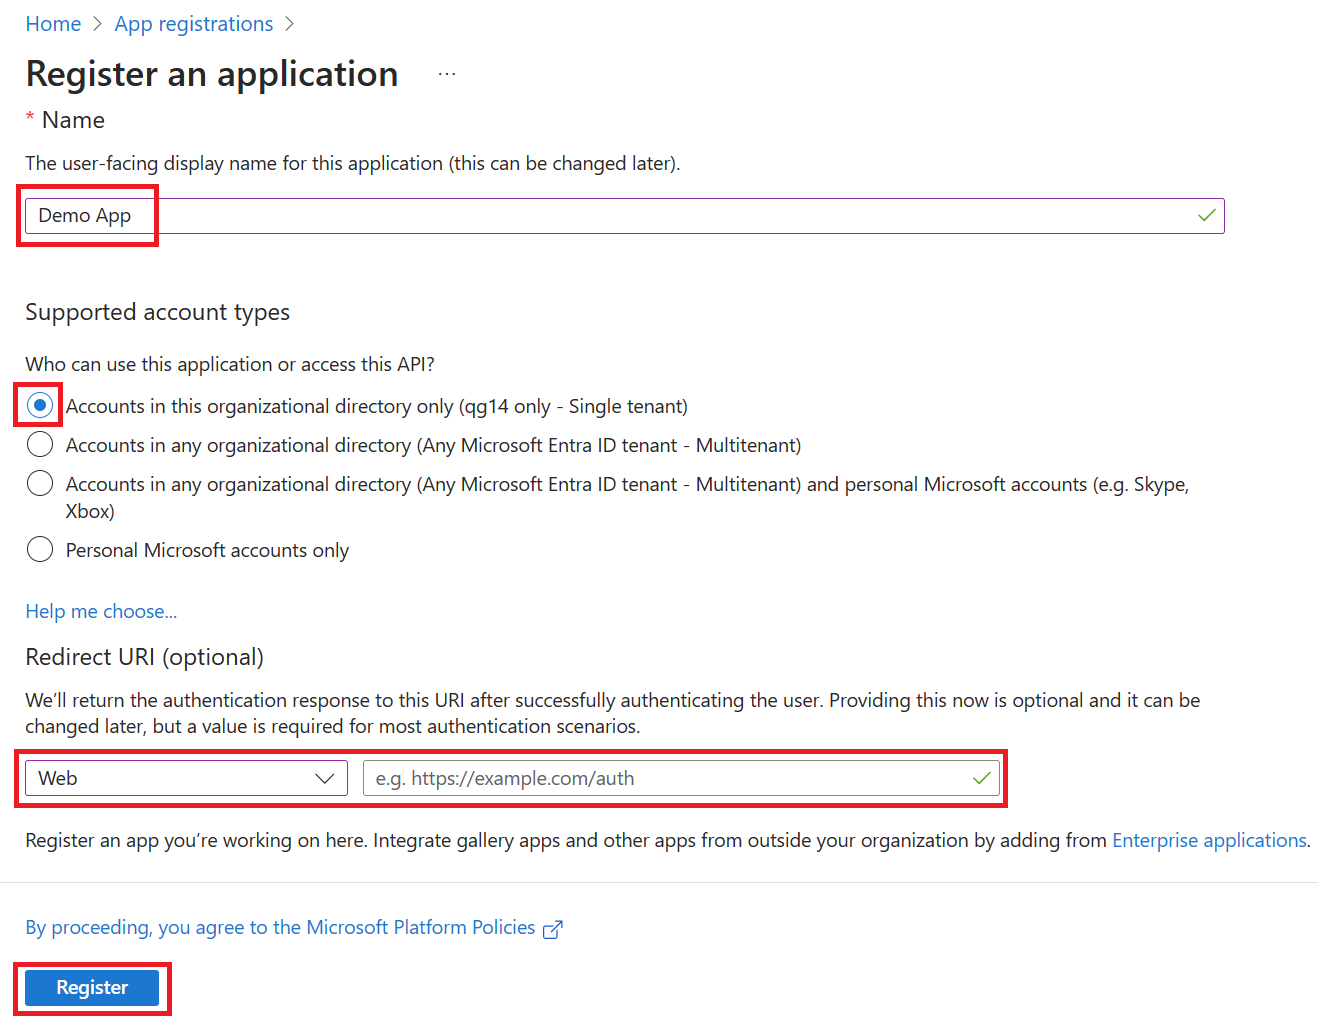 Home > App registrations >
Register an application ...
* Name
The user-facing display name for this application (this can be changed later).
Demo App
Supported account types
Who can use this application or access this API?
Accounts in this organizational directory only (qg14 only - Single tenant)
Accounts in any organizational directory (Any Microsoft Entra ID tenant - Multitenant)
Accounts in any organizational directory (Any Microsoft Entra ID tenant - Multitenant) and personal Microsoft accounts (e.g. Skype,
Xbox)
Personal Microsoft accounts only
Help me choose...
Redirect URI (optional)
We’ll return the authentication response to this URI after successfully authenticating the user. Providing this now is optional and it can be
changed later, but a value is required for most authentication scenarios.
Web e.g. https://example.com/auth
Register an app you’re working on here. Integrate gallery apps and other apps from outside your organization by adding from Enterprise applications.
By proceeding, you agree to the Microsoft Platform Policies
Register